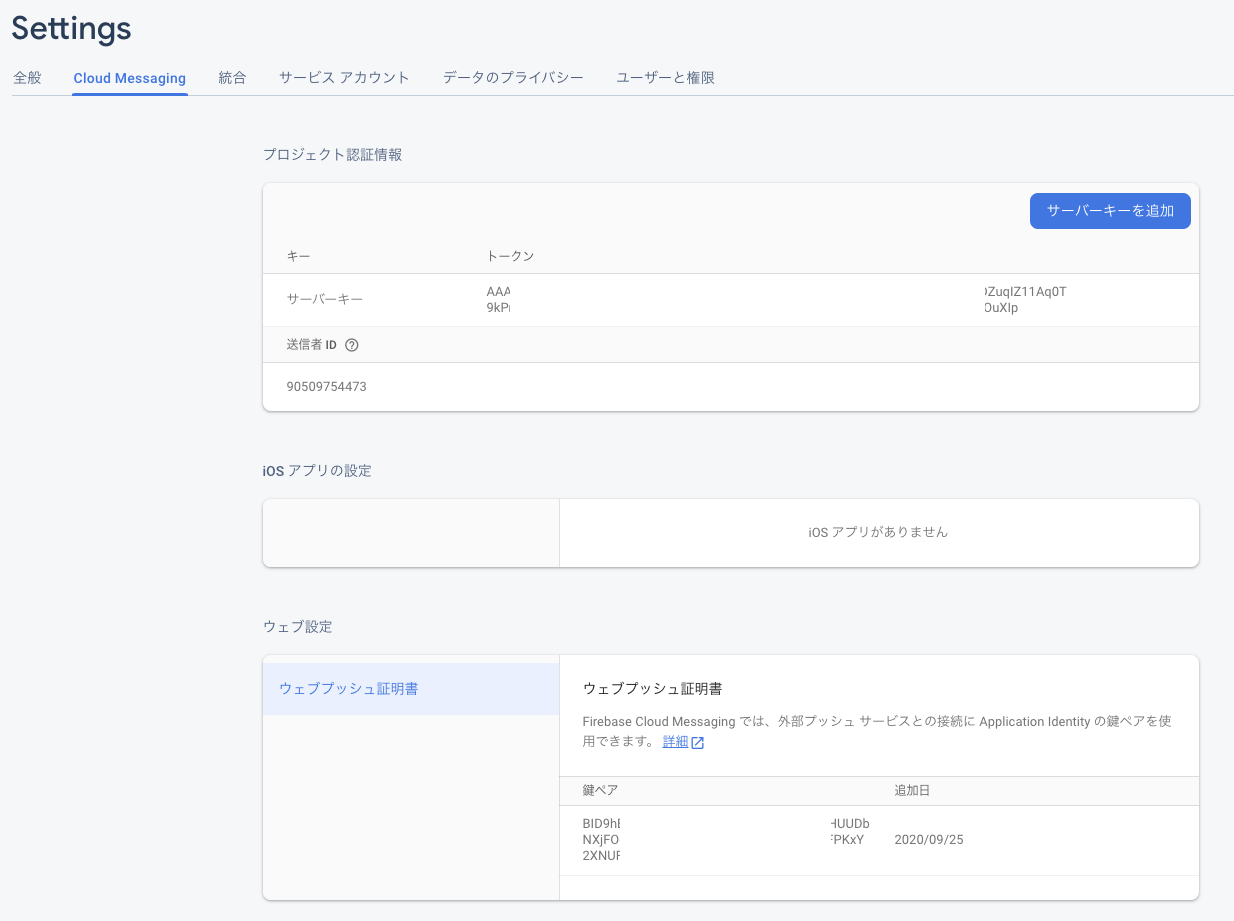 Settings
全般 Cloud Messaging 統合 サービス アカウント データのプライバシー ユーザーと権限
プロジェクト認証情報
サーバーキーを追加
キー トークン
サーバーキー
AAA ZuqIZ11Aq0T
9kP OuXIp
送信者 ID ?
90509754473
iOS アプリの設定
iOS アプリがありません
ウェブ設定
ウェブプッシュ証明書
ウェブプッシュ証明書
Firebase Cloud Messaging では、外部プッシュ サービスとの接続に Application Identity の鍵ペアを使
用できます。 詳細
鍵ペア 追加日
BID9h UUDb
NXjFO PKxY 2020/09/25
2XNU